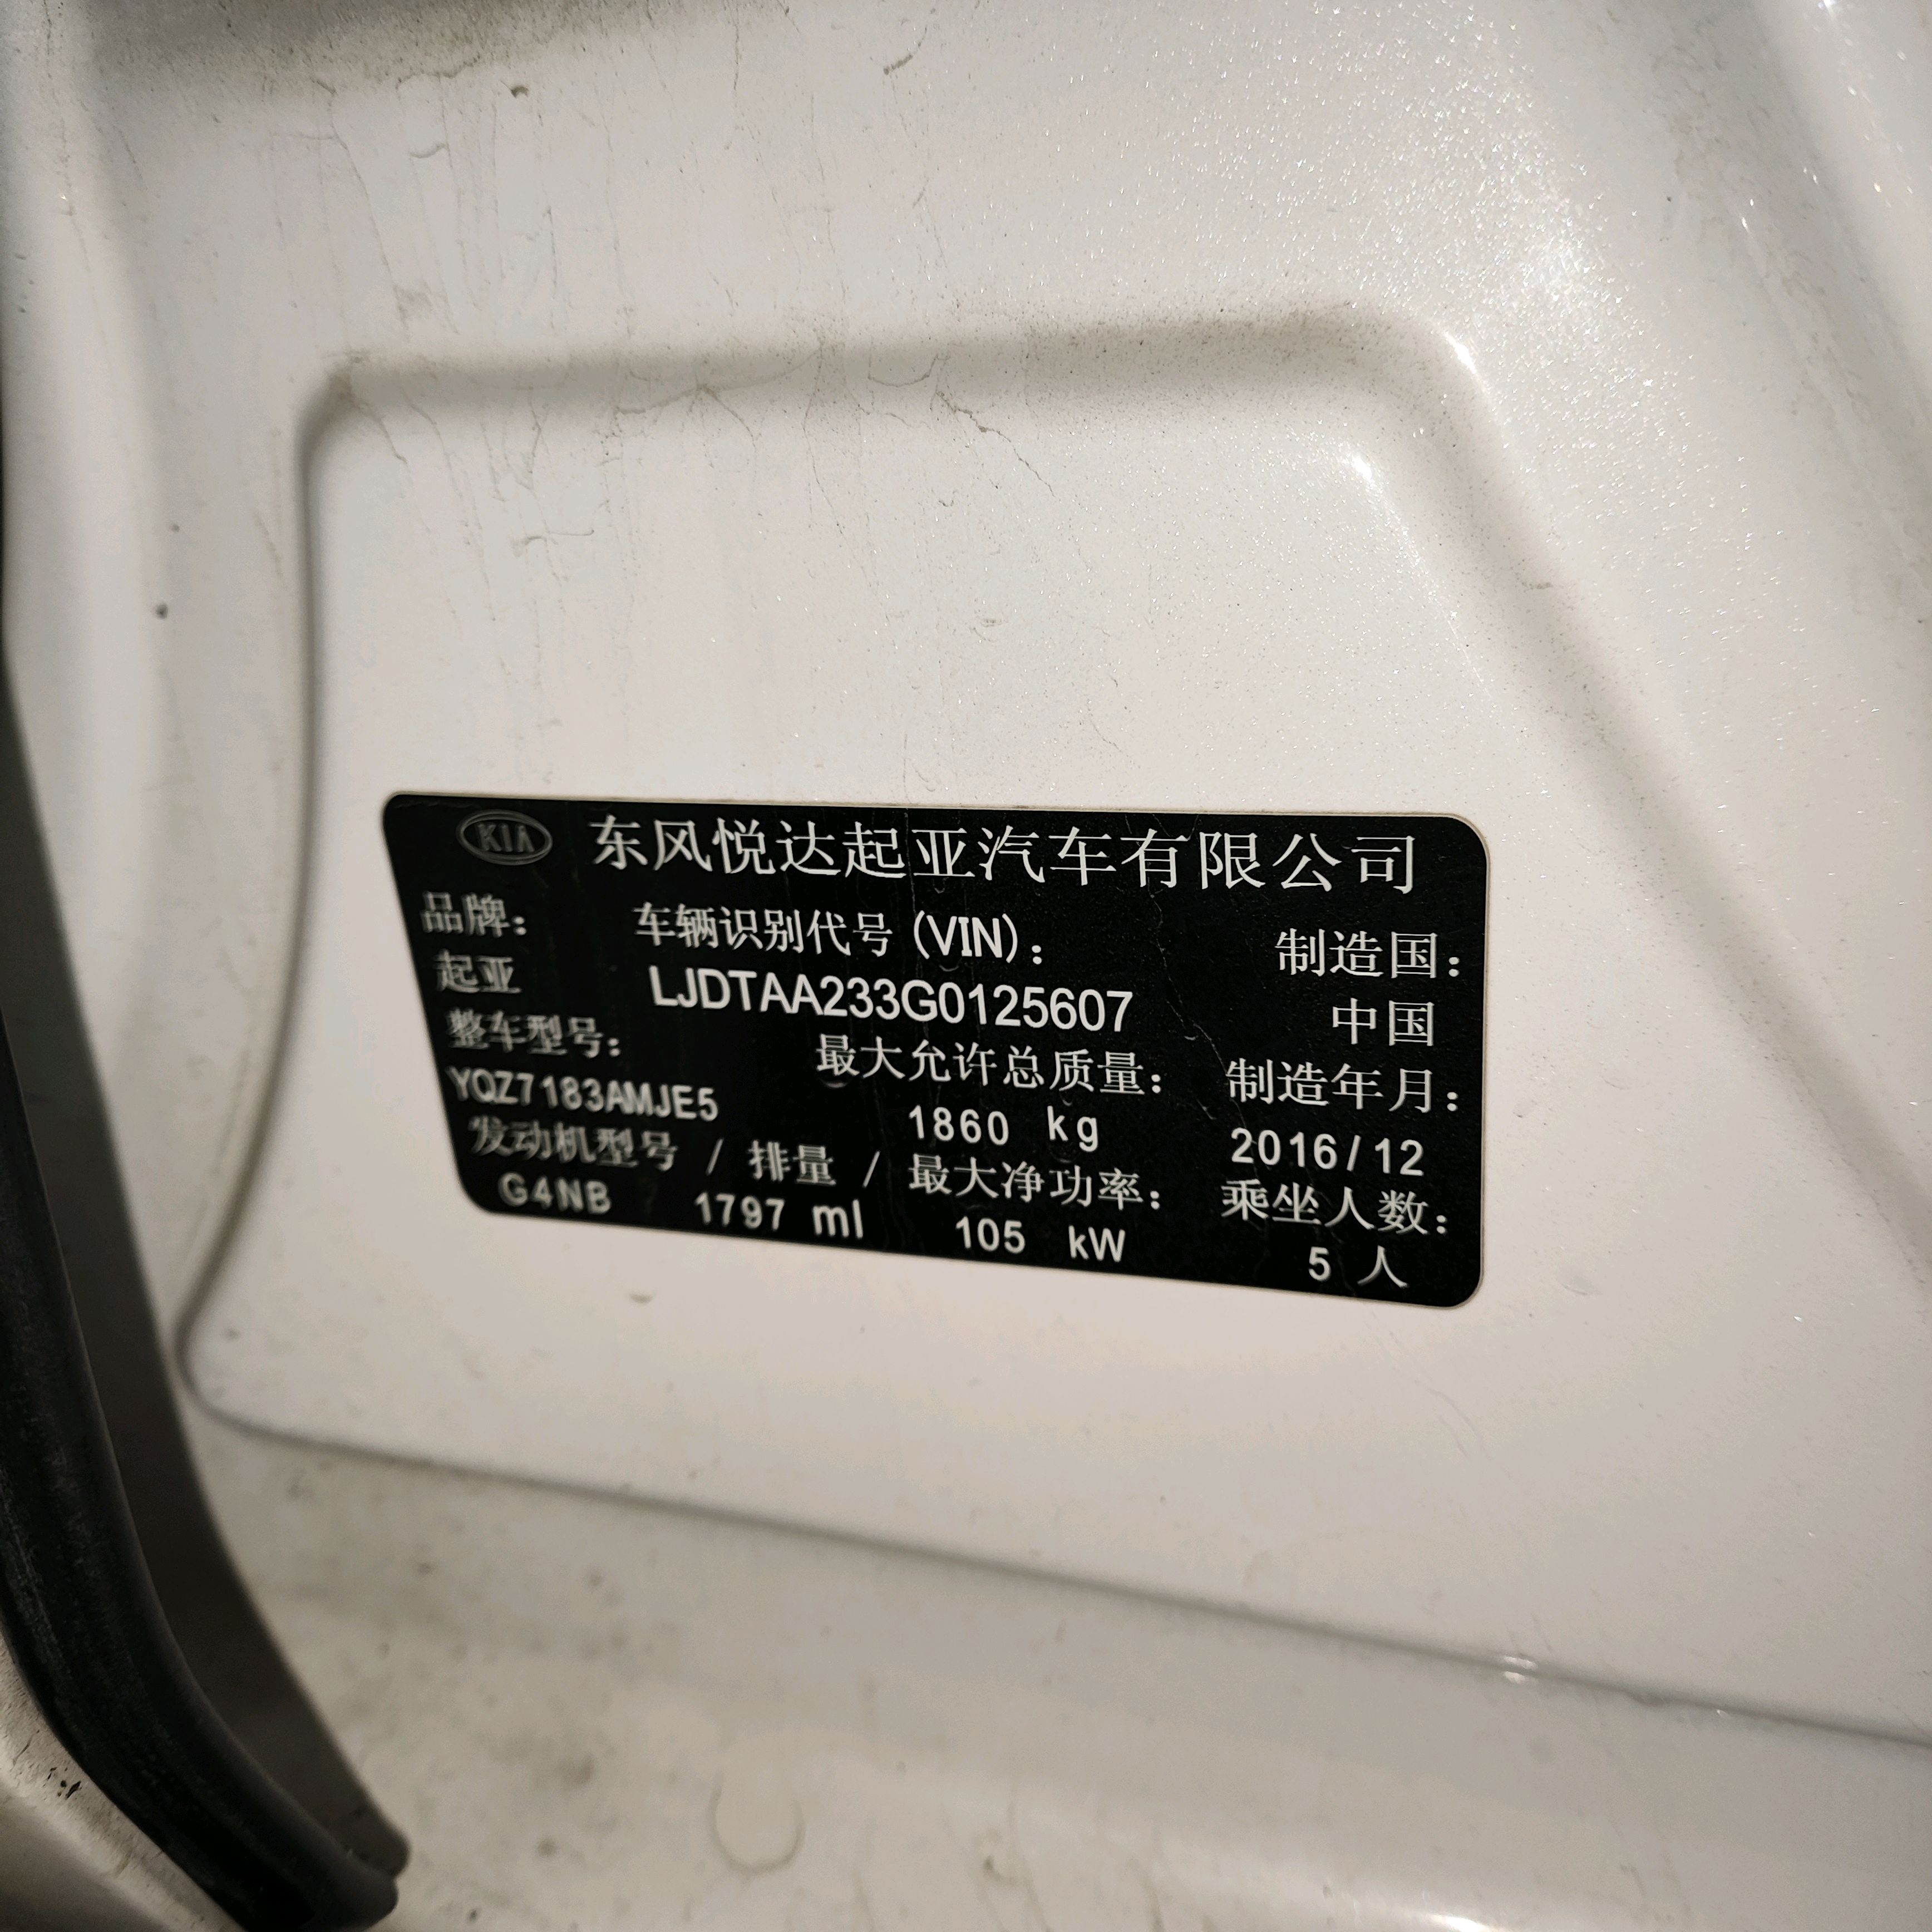 KIA 东风悦达起亚汽车有限公司
品牌： 车辆识别代号 (VIN)： 制造国：
起亚 LJDTAA233G0125607 中国
整车型号： 最大允许总质量： 制造年月：
YQZ7183AMJE5 1860 kg 2016/12
发动机型号 / 排量 / 最大净功率： 乘坐人数：
G4NB 1797 ml 105 kW 5 人